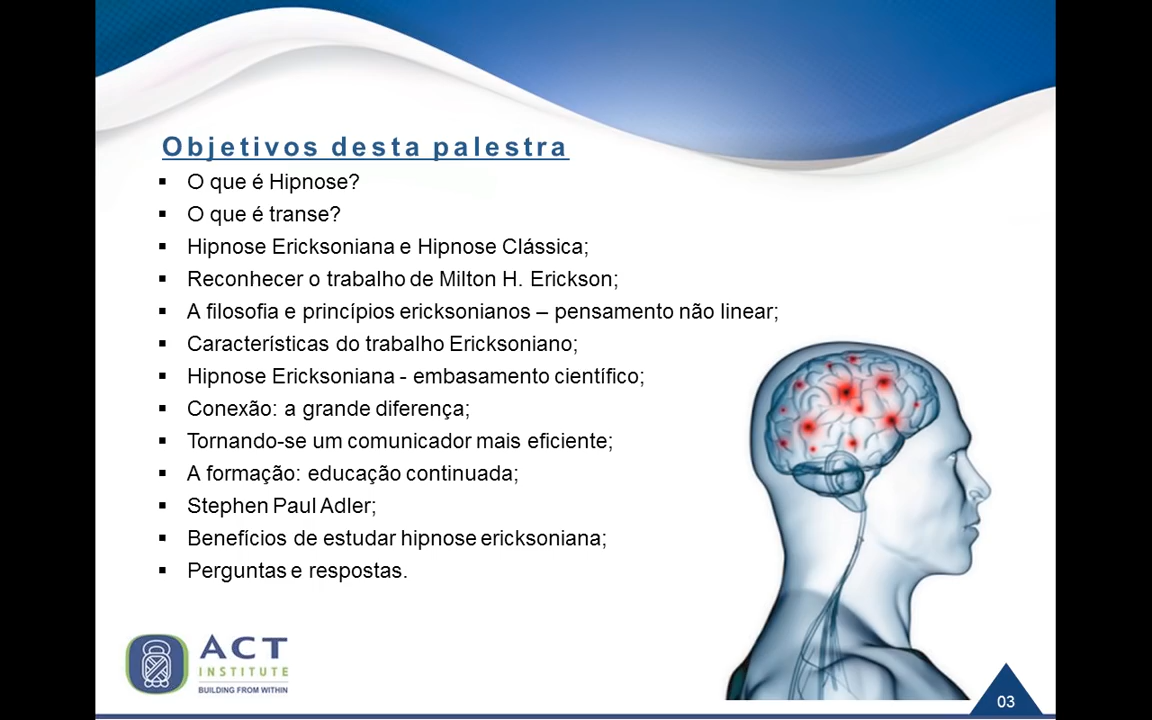 Objetivos desta palestra
▪ O que é Hipnose?
▪ O que é transe?
▪ Hipnose Ericksoniana e Hipnose Clássica;
▪ Reconhecer o trabalho de Milton H. Erickson;
▪ A filosofia e princípios ericksonianos – pensamento não linear;
▪ Características do trabalho Ericksoniano;
▪ Hipnose Ericksoniana - embasamento científico;
▪ Conexão: a grande diferença;
▪ Tornando-se um comunicador mais eficiente;
▪ A formação: educação continuada;
▪ Stephen Paul Adler;
▪ Benefícios de estudar hipnose ericksoniana;
▪ Perguntas e respostas.
ACT
INSTITUTE
BUILDING FROM WITHIN
03